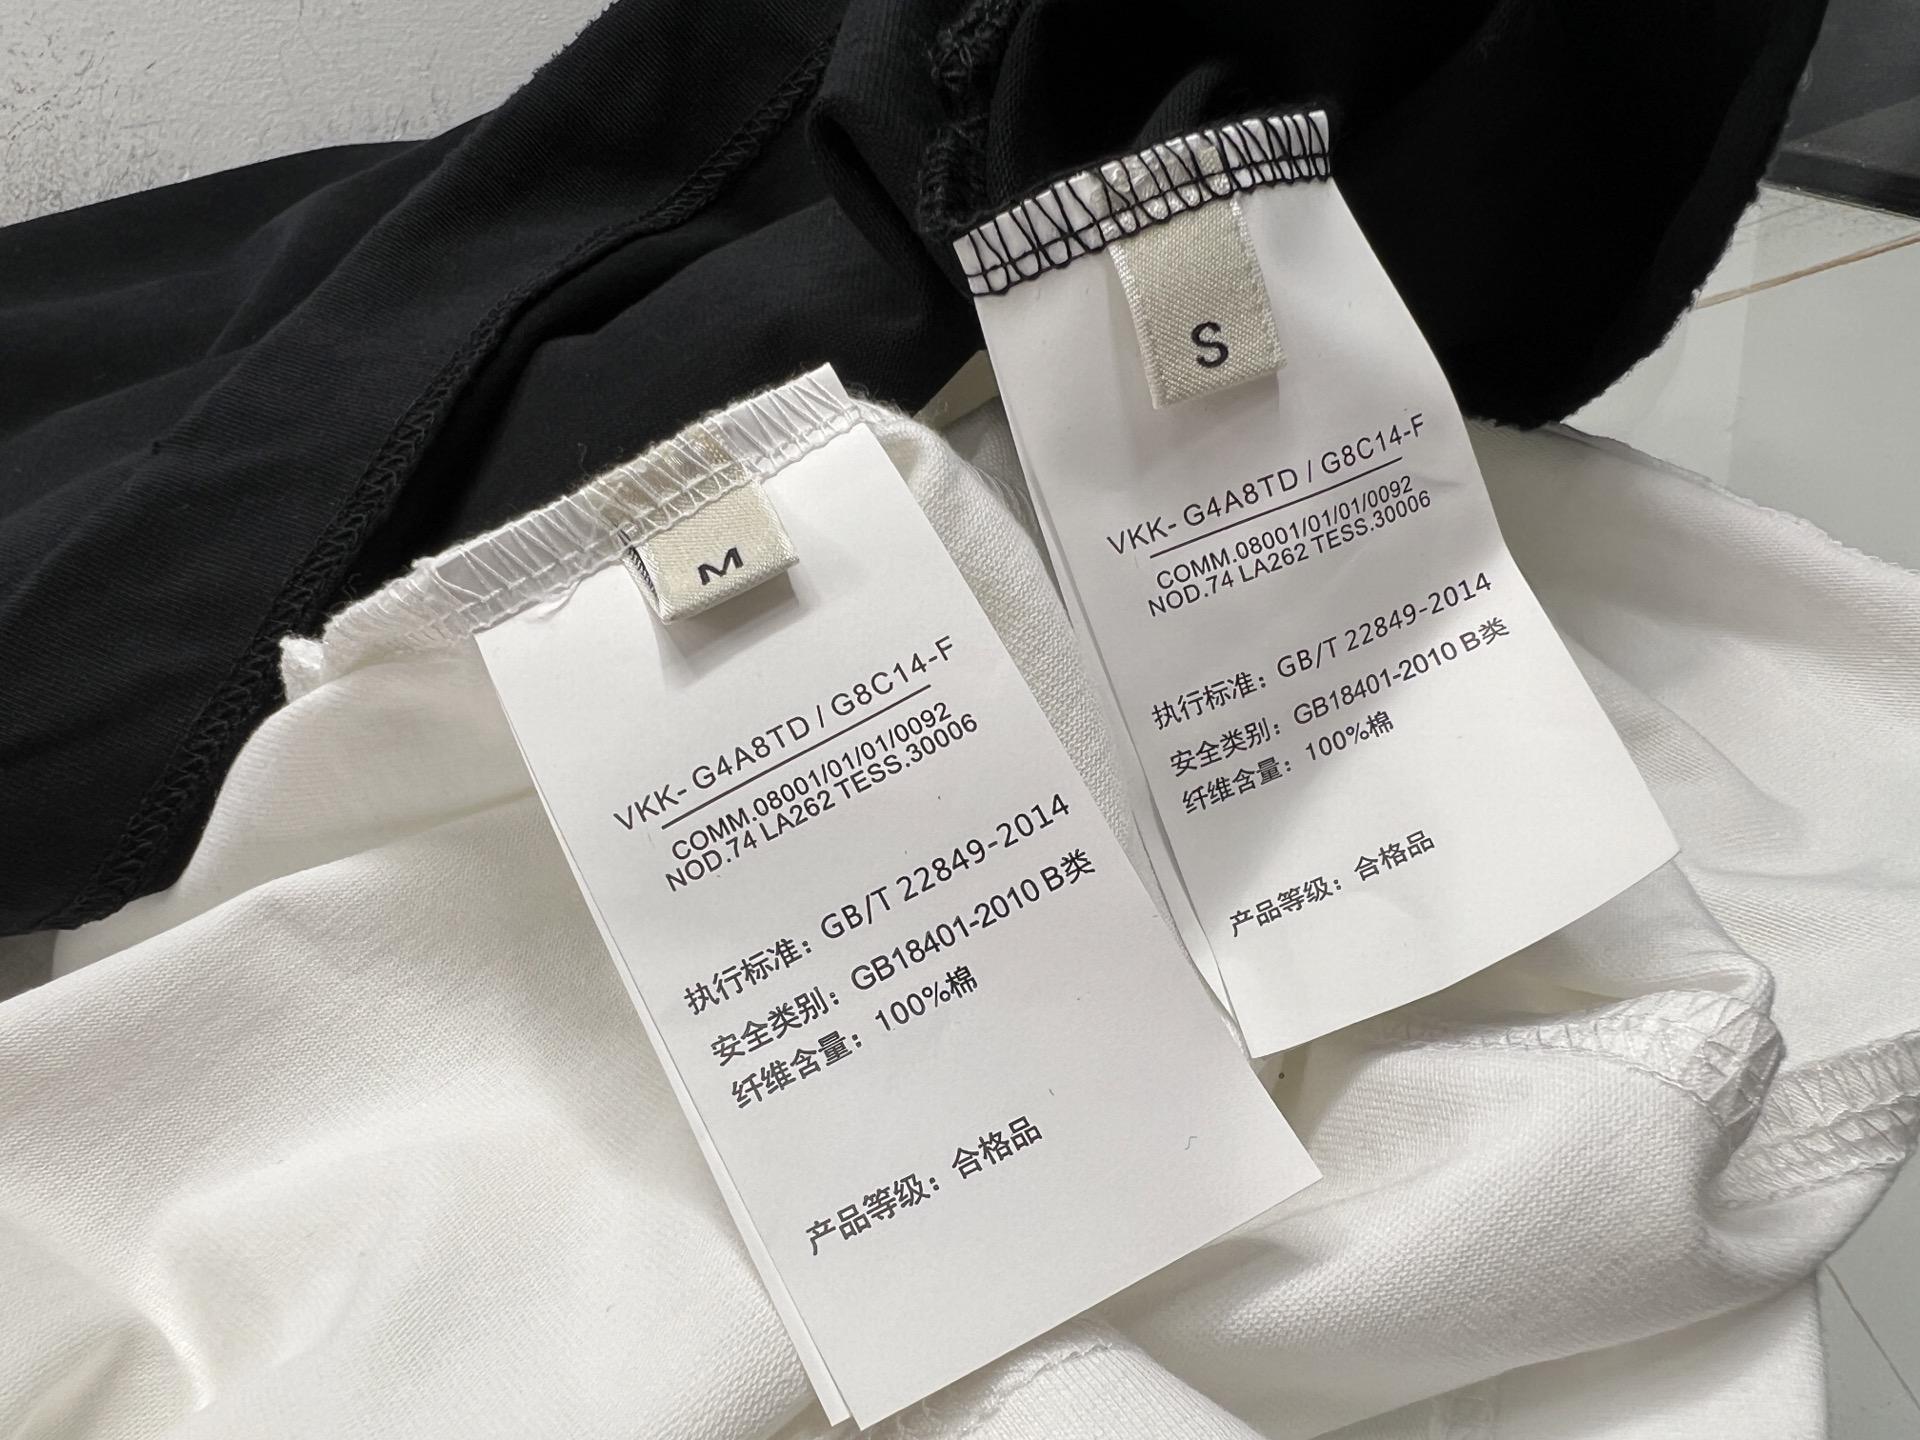 M
VKK- G4A8TD / G8C14-F
COMM.08001/01/01/0092
NOD.74 LA262 TESS.30006
执行标准：GB/T 22849-2014
安全类别：GB18401-2010 B类
纤维含量：100%棉
产品等级：合格品
S
VKK- G4A8TD / G8C14-F
COMM.08001/01/01/0092
NOD.74 LA262 TESS.30006
执行标准：GB/T 22849-2014
安全类别：GB18401-2010 B类
纤维含量：100%棉
产品等级：合格品